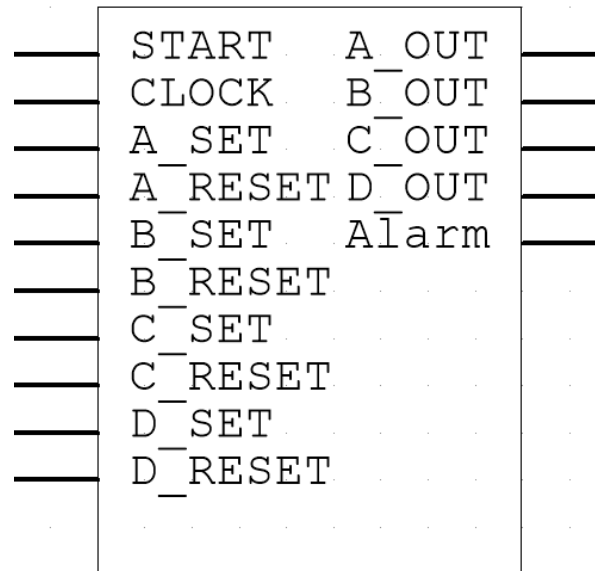 START A_OUT
CLOCK B_OUT
A_SET C_OUT
A_RESET D_OUT
B_SET Alarm
B_RESET
C_SET
C_RESET
D_SET
D_RESET